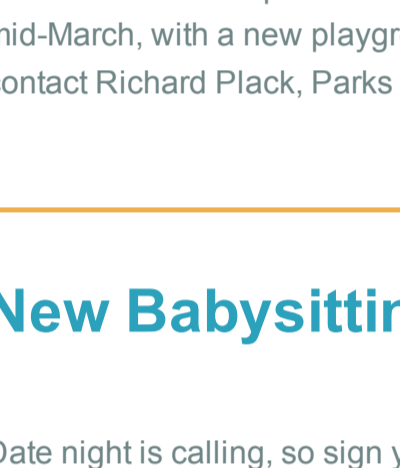 mid-March, with a new playgr
contact Richard Plack, Parks
New Babysittin
Date night is calling, so sign y